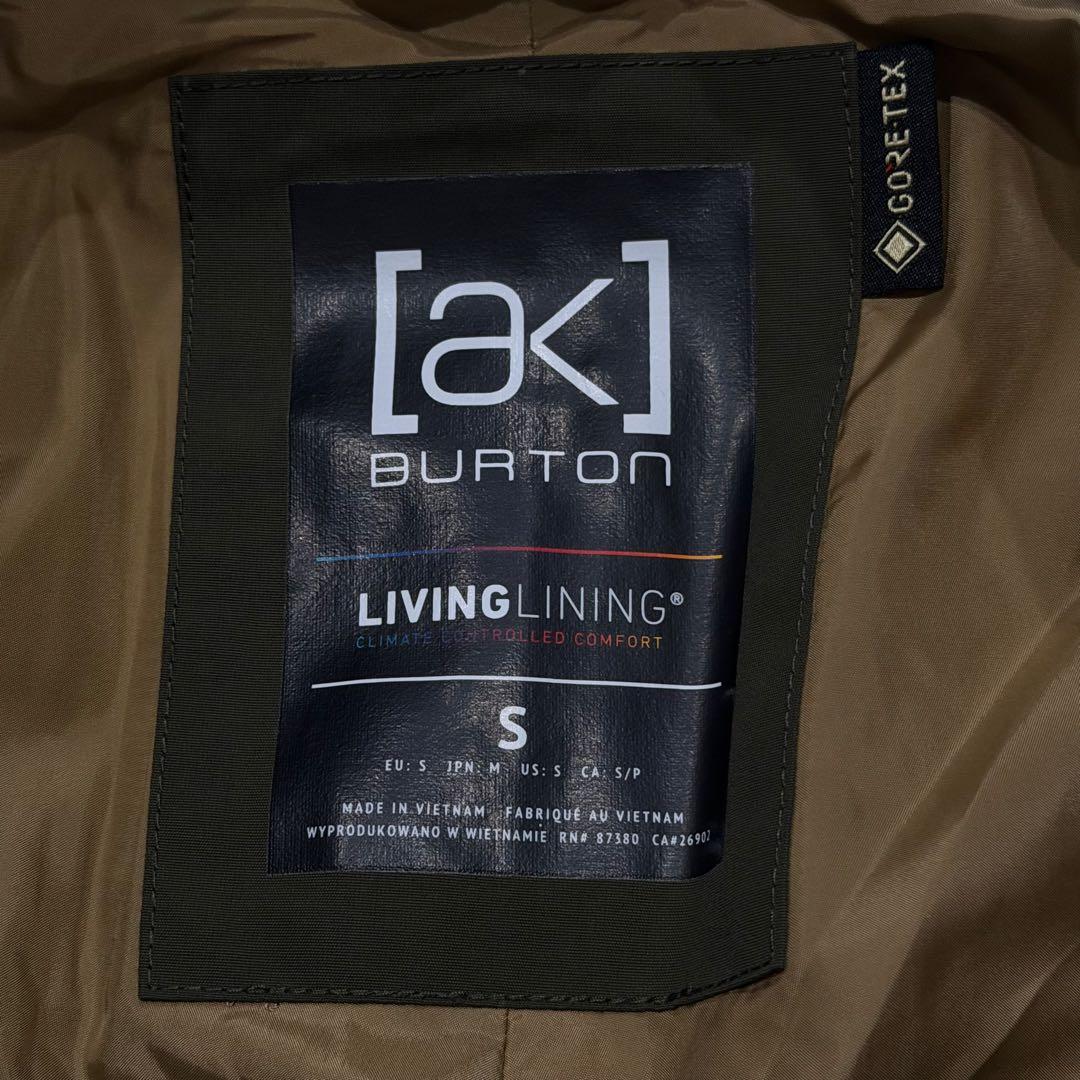 [ak]
BURTON
LIVINGLINING®
CLIMATE CONTROLLED COMFORT
S
EU: S JPN: M US: S CA: S/P
MADE IN VIETNAM FABRIQUÉ AU VIETNAM
WYPRODUKOWANO W WIETNAMIE RN# 87380 CA#26902
GORE-TEX